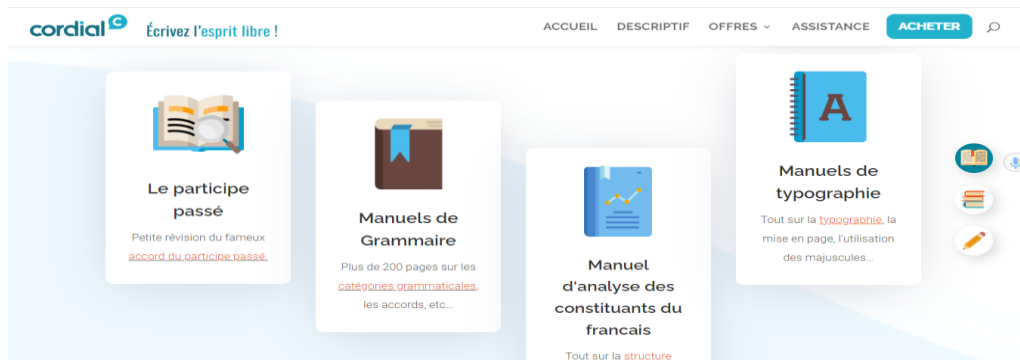 cordial C Écrivez l'esprit libre !
ACCUEIL DESCRIPTIF OFFRES ASSISTANCE ACHETER
Le participe
passé
Petite révision du fameux
accord du participe passé.
Manuels de
Grammaire
Plus de 200 pages sur les
catégories grammaticales,
les accords, etc...
Manuel
d'analyse des
constituants du
francais
Tout sur la structure
A
Manuels de
typographie
Tout sur la typographie, la
mise en page, l'utilisation
des majuscules...